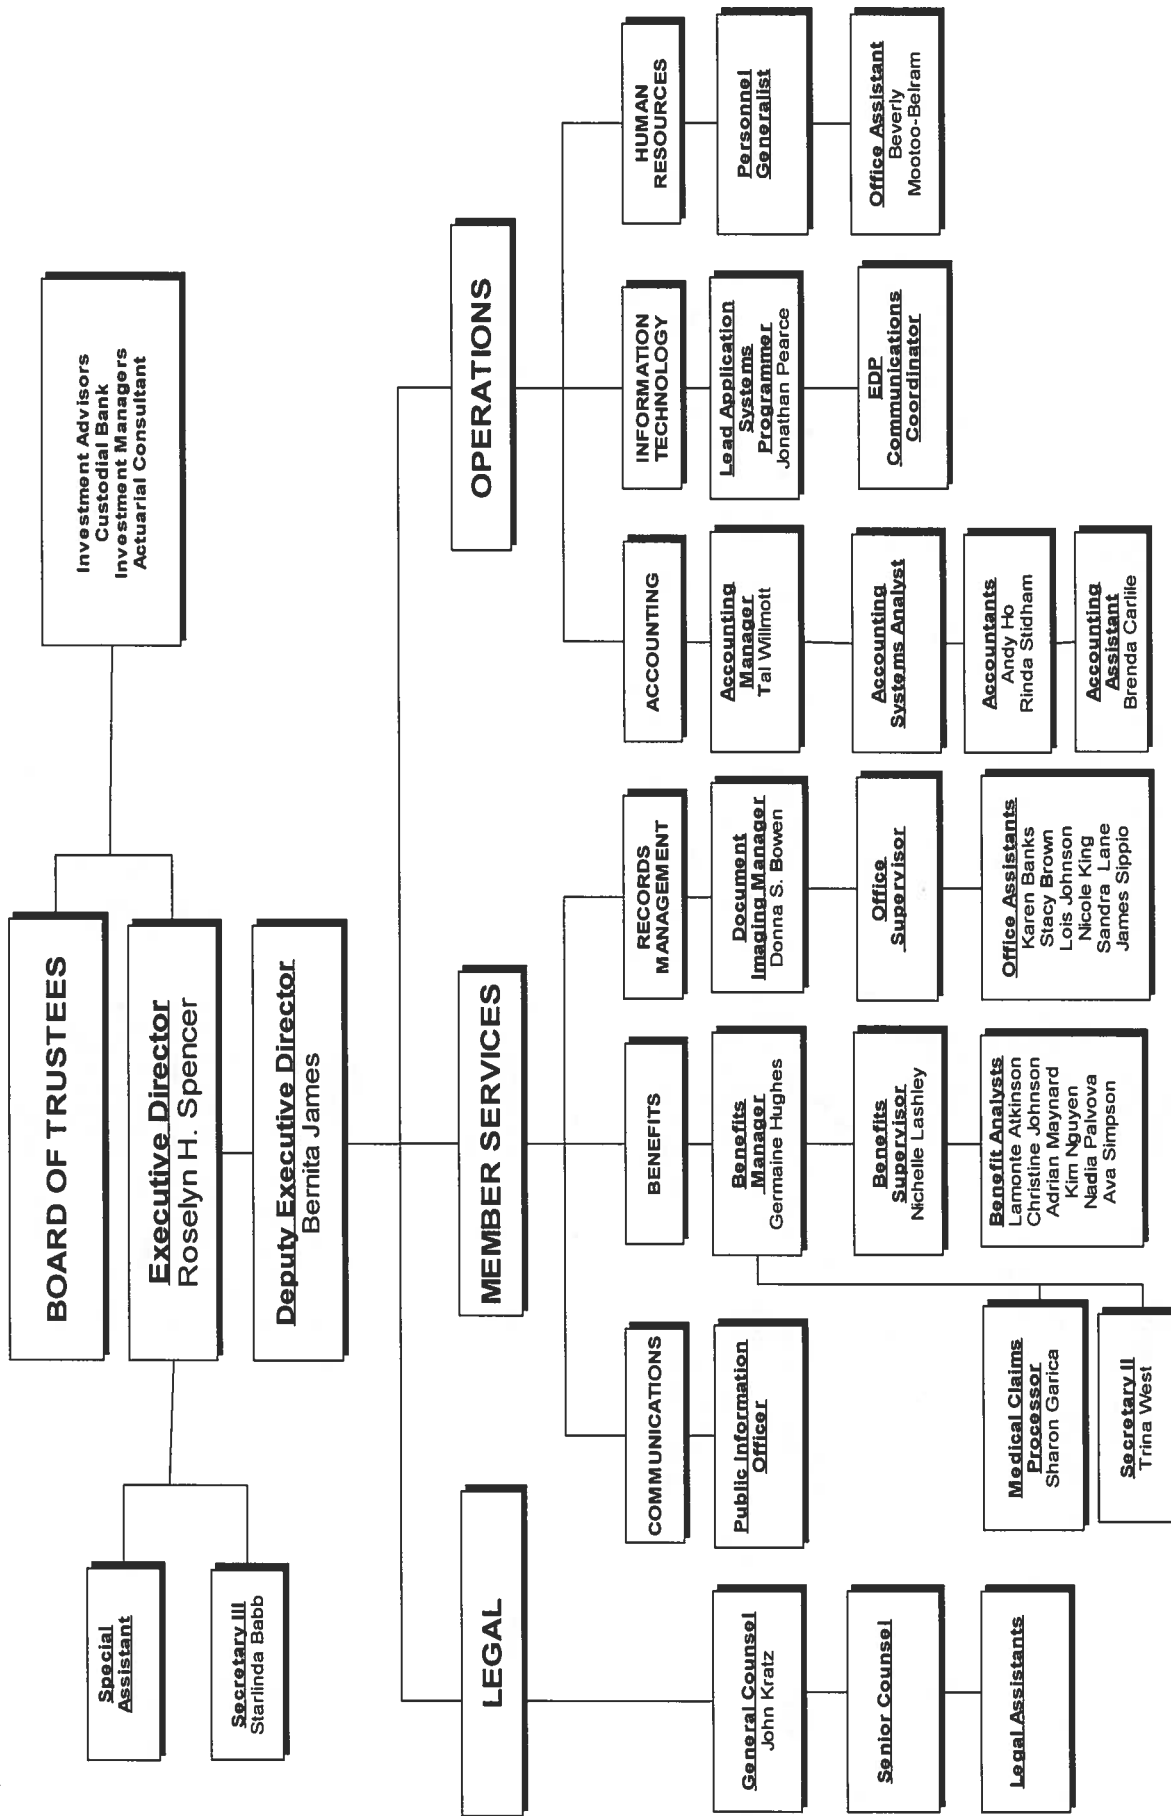 BOARD OF TRUSTEES
Investment Advisors
Custodial Bank
Investment Managers
Actuarial Consultant
Executive Director
Roselyn H. Spencer
Special
Assistant
Secretary III
Starlinda Babb
Deputy Executive Director
Bernita James
LEGAL
MEMBER SERVICES
OPERATIONS
COMMUNICATIONS
BENEFITS
RECORDS
MANAGEMENT
ACCOUNTING
INFORMATION
TECHNOLOGY
HUMAN
RESOURCES
General Counsel
John Kratz
Public Information
Officer
Benefits
Manager
Germaine Hughes
Document
Imaging Manager
Donna S. Bowen
Accounting
Manager
Tal Willmott
Lead Application
Systems
Programmer
Jonathan Pearce
Personnel
Generalist
Senior Counsel
Benefits
Supervisor
Nichelle Lashley
Office
Supervisor
Accounting
Systems Analyst
EDP
Communications
Coordinator
Office Assistant
Beverly
Mootoo-Belram
Legal Assistants
Medical Claims
Processor
Sharon Garica
Benefit Analysts
Lamonte Atkinson
Christine Johnson
Adrian Maynard
Kim Nguyen
Nadia Palvova
Ava Simpson
Office Assistants
Karen Banks
Stacy Brown
Lois Johnson
Nicole King
Sandra Lane
James Sippio
Accountants
Andy Ho
Rinda Stidham
Secretary II
Trina West
Accounting
Assistant
Brenda Carlile